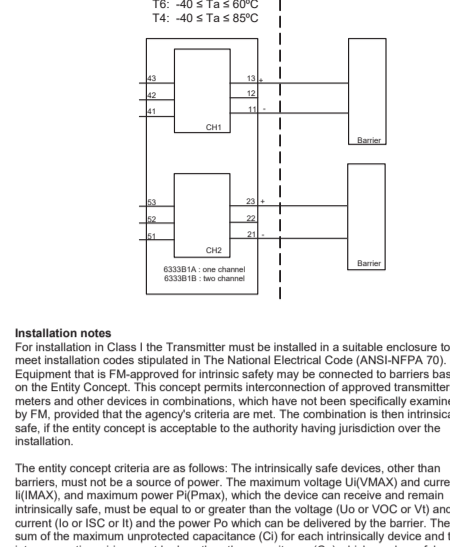 T6: -40 ≤ Ta ≤ 60ºC
T4: -40 ≤ Ta ≤ 85ºC
43
42
41
13 +
12
11 -
CH1
Barrier
53
52
51
23 +
22
21 -
CH2
Barrier
6333B1A : one channel
6333B1B : two channel
Installation notes
For installation in Class I the Transmitter must be installed in a suitable enclosure to
meet installation codes stipulated in The National Electrical Code (ANSI-NFPA 70).
Equipment that is FM-approved for intrinsic safety may be connected to barriers bas
on the Entity Concept. This concept permits interconnection of approved transmitter
meters and other devices in combinations, which have not been specifically examine
by FM, provided that the agency's criteria are met. The combination is then intrinsica
safe, if the entity concept is acceptable to the authority having jurisdiction over the
installation.
The entity concept criteria are as follows: The intrinsically safe devices, other than
barriers, must not be a source of power. The maximum voltage Ui(VMAX) and curre
Ii(IMAX), and maximum power Pi(Pmax), which the device can receive and remain
intrinsically safe, must be equal to or greater than the voltage (Uo or VOC or Vt) and
current (Io or ISC or It) and the power Po which can be delivered by the barrier. The
sum of the maximum unprotected capacitance (Ci) for each intrinsically device and t